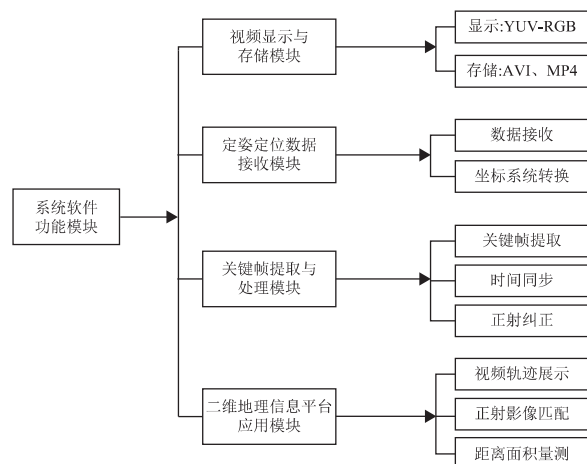 视频显示与
存储模块
显示:YUV-RGB
存储:AVI、MP4
定姿定位数据
接收模块
数据接收
坐标系统转换
系统软件
功能模块
关键帧提取与
处理模块
关键帧提取
时间同步
正射纠正
二维地理信息平台
应用模块
视频轨迹展示
正射影像匹配
距离面积量测